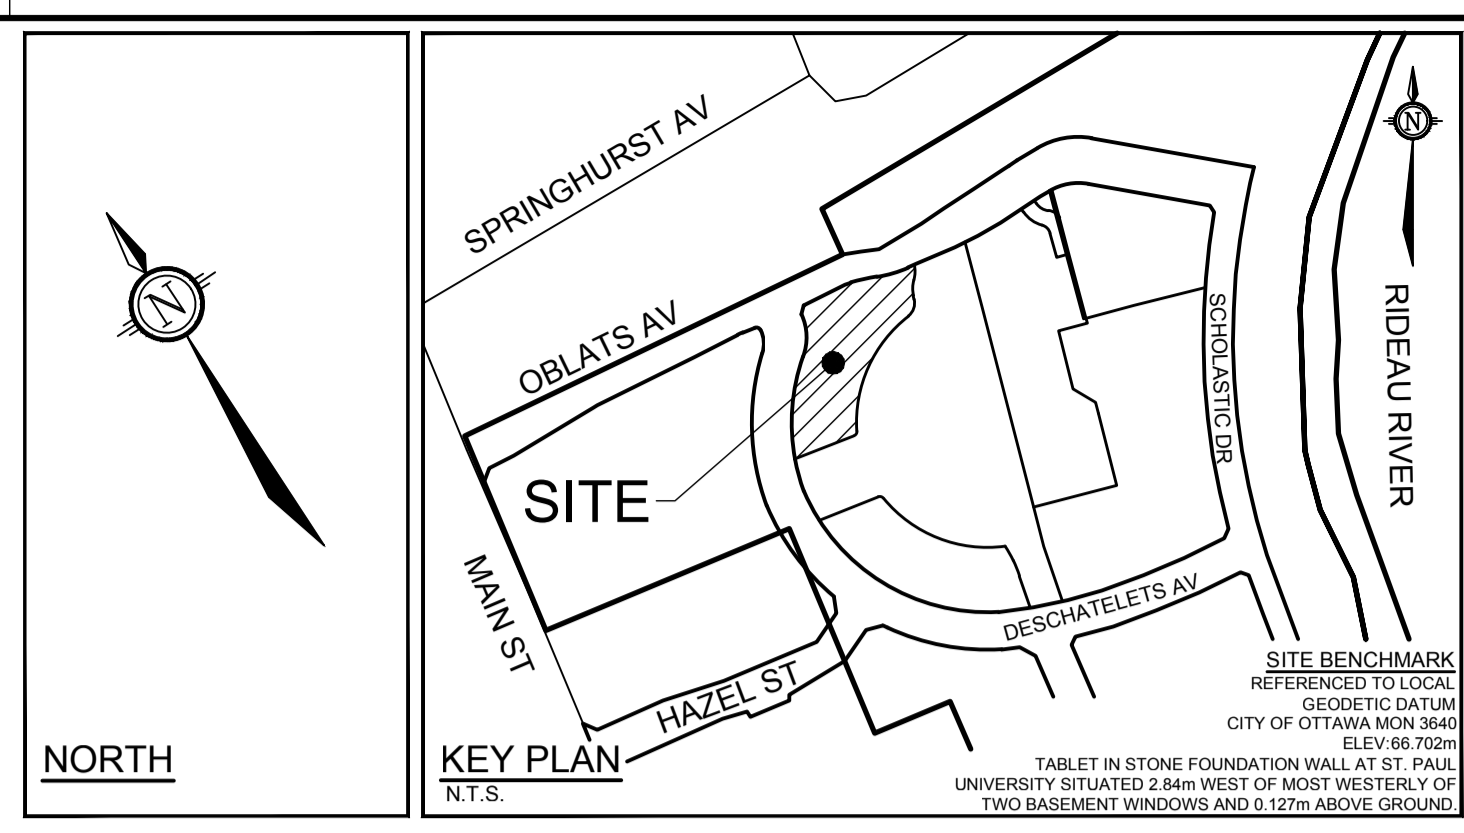 N
NORTH
SPRINGHURST AV
N
OBLATS AV
SCHOLASTIC DR
RIDEAU RIVER
SITE
MAIN ST
DESCHATELETS AV
HAZEL ST
KEY PLAN
N.T.S.
SITE BENCHMARK
REFERENCED TO LOCAL
GEODETIC DATUM
CITY OF OTTAWA MON 3640
ELEV:66.702m
TABLET IN STONE FOUNDATION WALL AT ST. PAUL
UNIVERSITY SITUATED 2.84m WEST OF MOST WESTERLY OF
TWO BASEMENT WINDOWS AND 0.127m ABOVE GROUND.